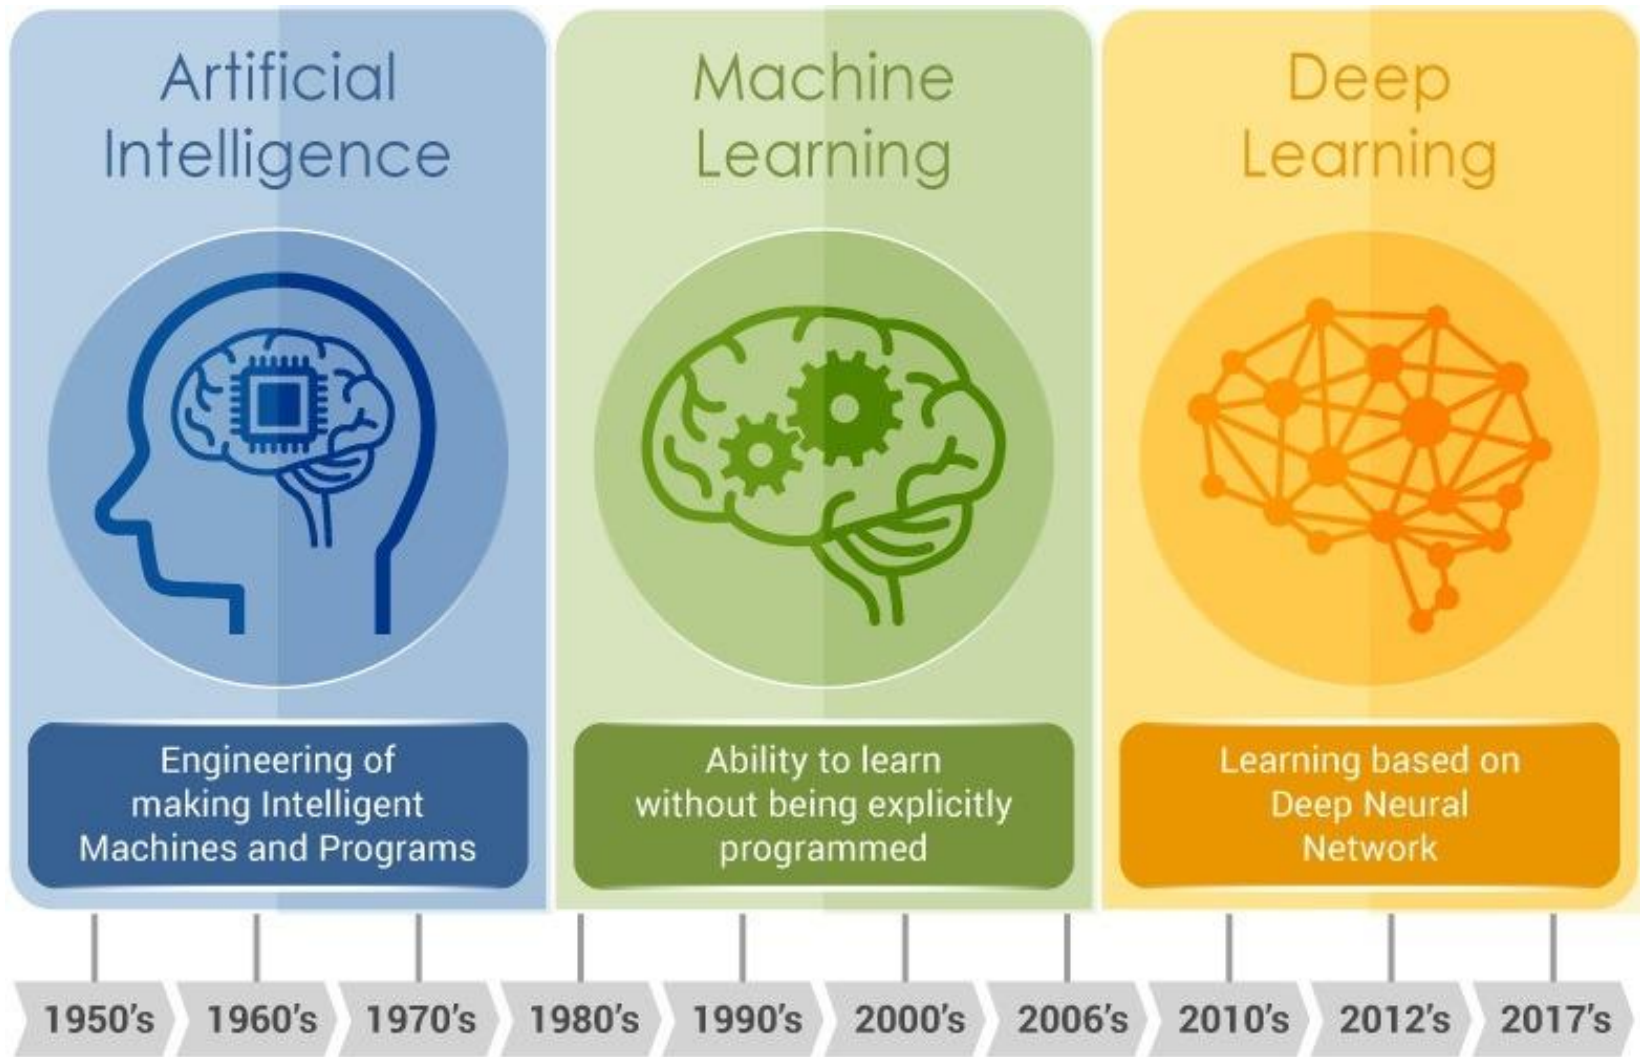 Artificial
Intelligence
Engineering of
making Intelligent
Machines and Programs
Machine
Learning
Ability to learn
without being explicitly
programmed
Deep
Learning
Learning based on
Deep Neural
Network
1950's 1960's 1970's 1980's 1990's 2000's 2006's 2010's 2012's 2017's